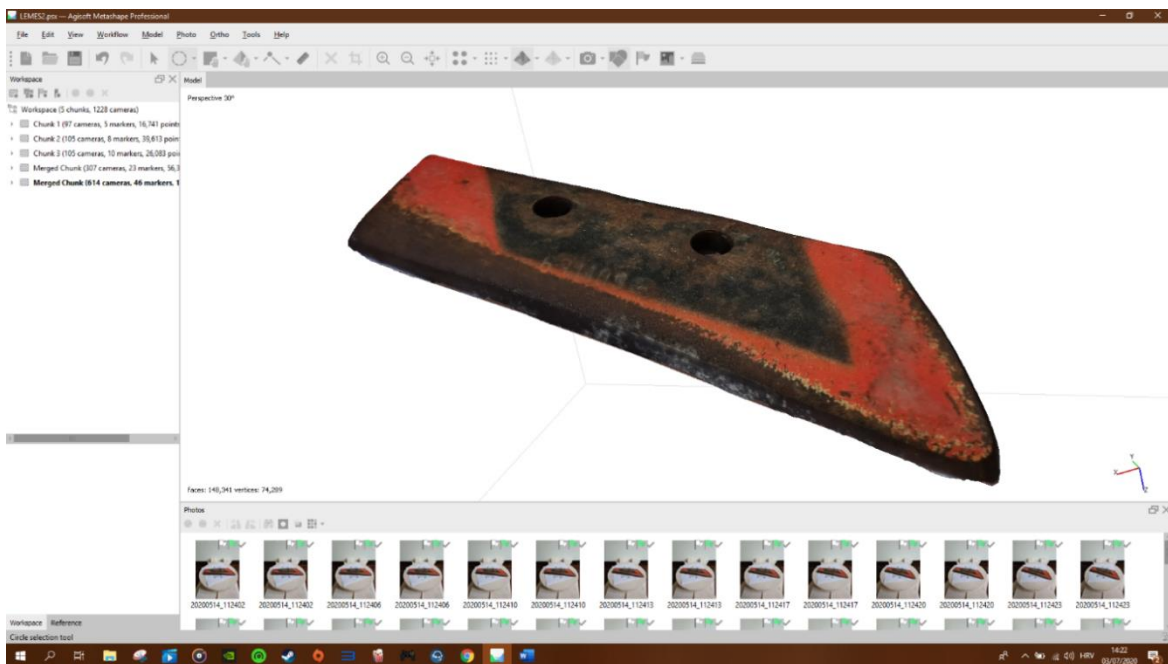 LEMES2.psx — Agisoft Metashape Professional
File Edit View Workflow Model Photo Ortho Tools Help
Workspace
Workspace (5 chunks, 1228 cameras)
Chunk 1 (97 cameras, 5 markers, 16,741 points
Chunk 2 (105 cameras, 8 markers, 39,613 poin
Chunk 3 (105 cameras, 10 markers, 26,083 poi
Merged Chunk (307 cameras, 23 markers, 56,3
Merged Chunk (614 cameras, 46 markers, 1
Model
Perspective 30°
X Y Z
Faces: 148,341 vertices: 74,289
Photos
20200514_112402 20200514_112402 20200514_112406 20200514_112406 20200514_112410 20200514_112410 20200514_112413 20200514_112413 20200514_112417 20200514_112417 20200514_112420 20200514_112420 20200514_112423 20200514_112423
Workspace Reference
Circle selection tool
HRV
14:22
03/07/2020